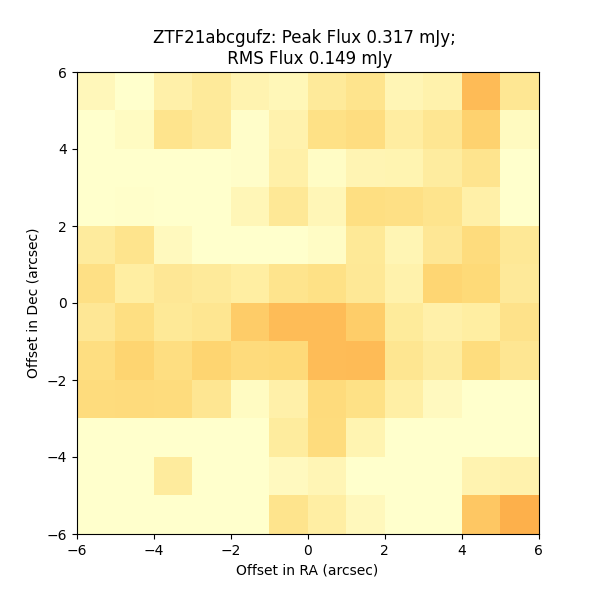 ZTF21abcgufz: Peak Flux 0.317 mJy;
RMS Flux 0.149 mJy
6
4
2
0
−2
−4
−6
Offset in Dec (arcsec)
−6 −4 −2 0 2 4 6
Offset in RA (arcsec)